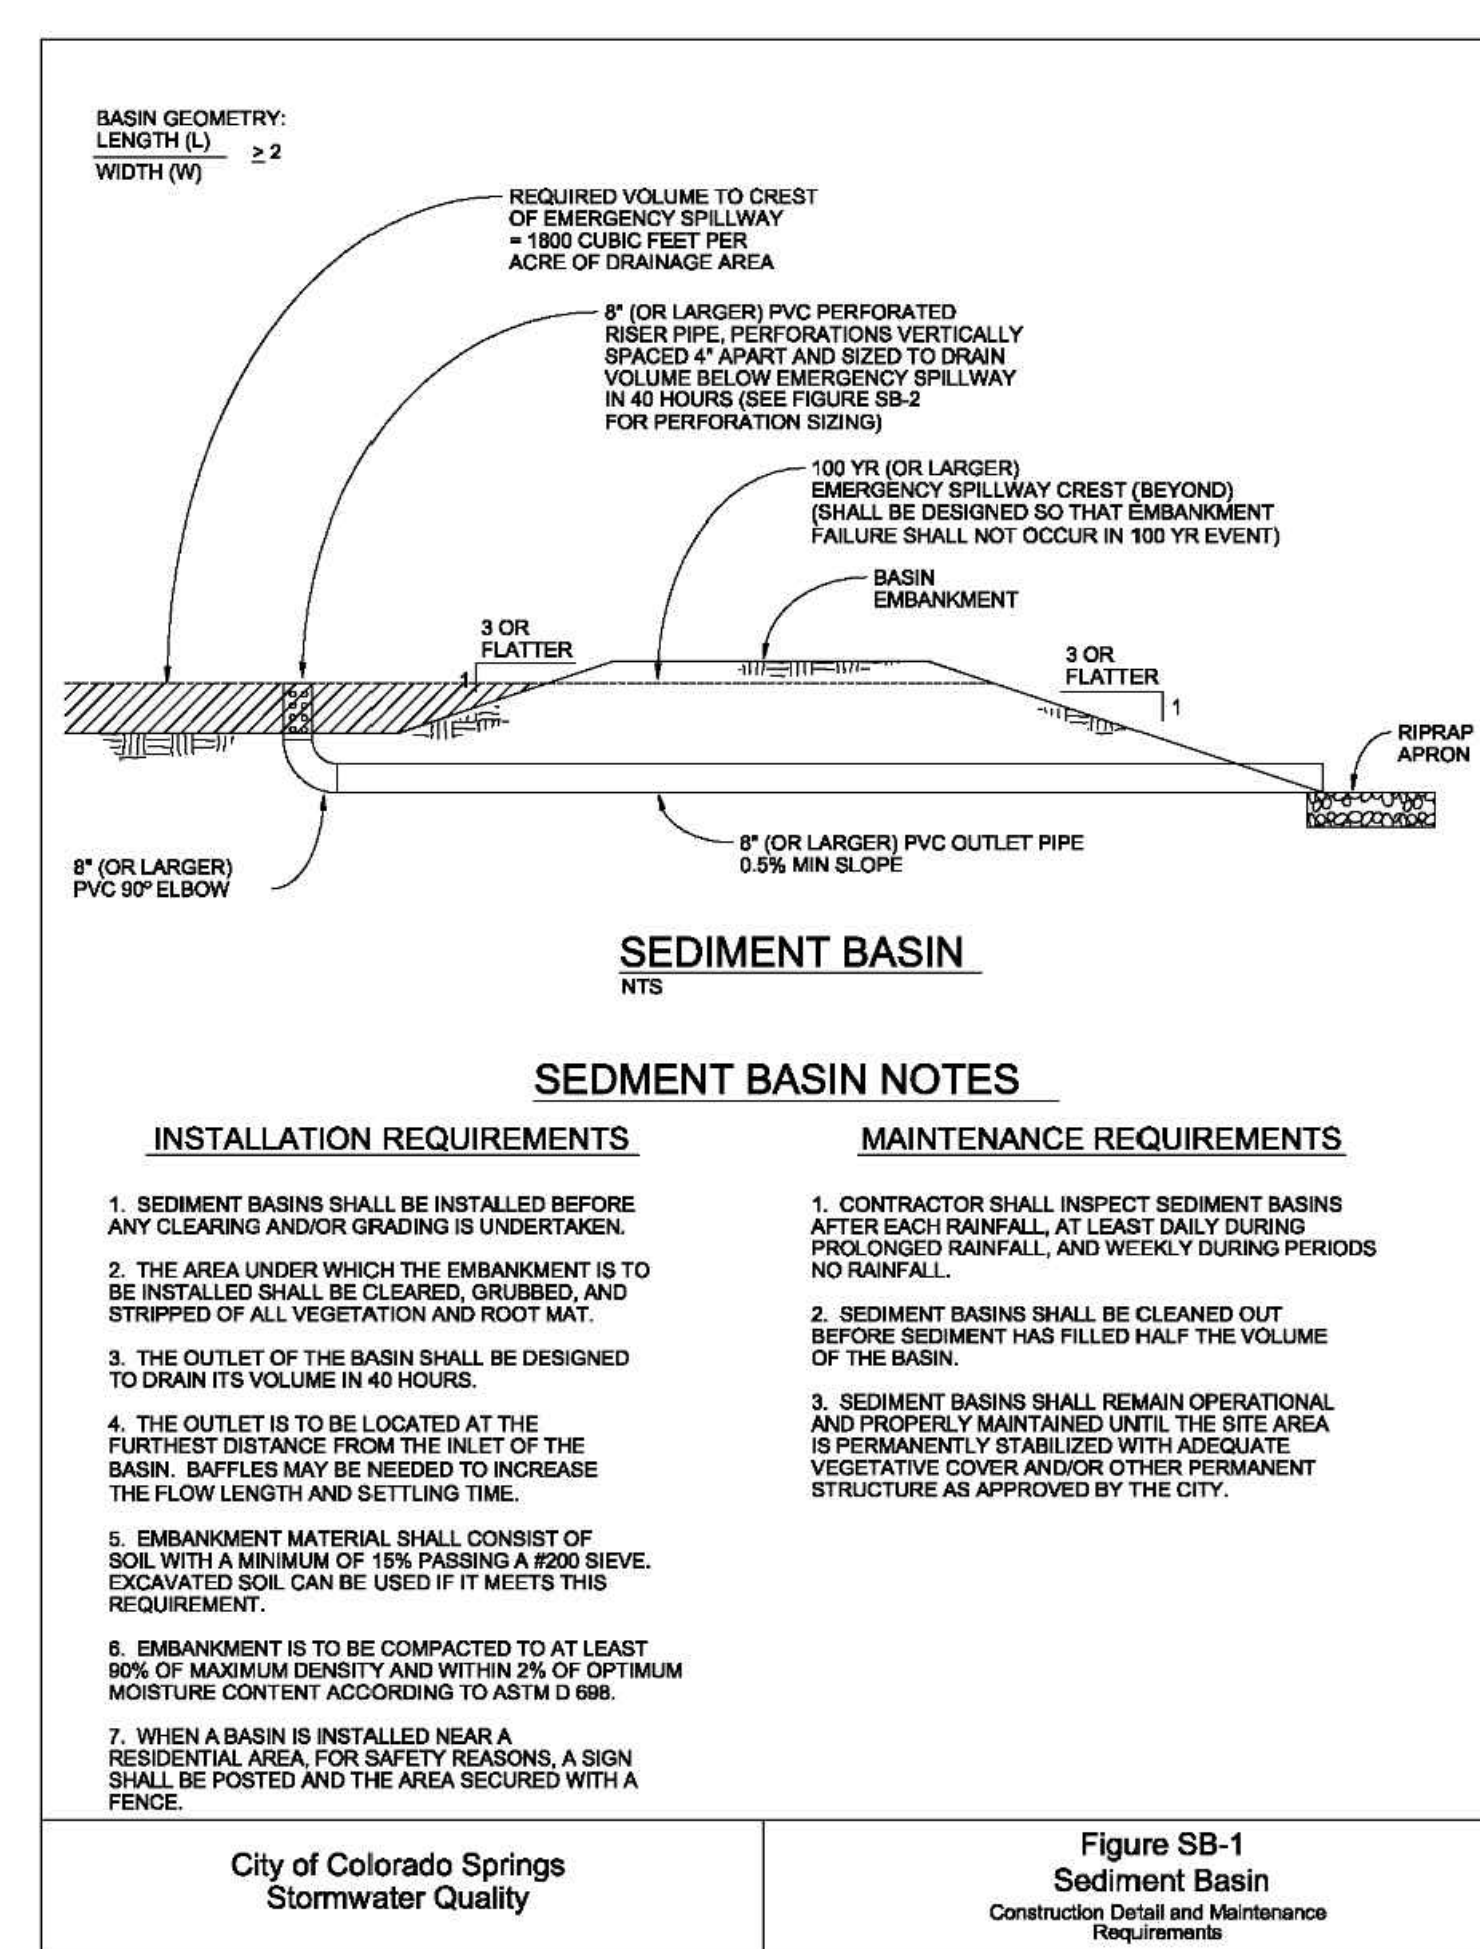 BASIN GEOMETRY:
LENGTH (L)
≥ 2
WIDTH (W)
REQUIRED VOLUME TO CREST
OF EMERGENCY SPILLWAY
= 1800 CUBIC FEET PER
ACRE OF DRAINAGE AREA
8" (OR LARGER) PVC PERFORATED
RISER PIPE, PERFORATIONS VERTICALLY
SPACED 4" APART AND SIZED TO DRAIN
VOLUME BELOW EMERGENCY SPILLWAY
IN 40 HOURS (SEE FIGURE SB-2
FOR PERFORATION SIZING)
100 YR (OR LARGER)
EMERGENCY SPILLWAY CREST (BEYOND)
(SHALL BE DESIGNED SO THAT EMBANKMENT
FAILURE SHALL NOT OCCUR IN 100 YR EVENT)
BASIN
EMBANKMENT
3 OR
FLATTER
1
3 OR
FLATTER
1
RIPRAP
APRON
8" (OR LARGER) PVC OUTLET PIPE
0.5% MIN SLOPE
8" (OR LARGER)
PVC 90º ELBOW
SEDIMENT BASIN
NTS
SEDMENT BASIN NOTES
INSTALLATION REQUIREMENTS
1. SEDIMENT BASINS SHALL BE INSTALLED BEFORE
ANY CLEARING AND/OR GRADING IS UNDERTAKEN.
2. THE AREA UNDER WHICH THE EMBANKMENT IS TO
BE INSTALLED SHALL BE CLEARED, GRUBBED, AND
STRIPPED OF ALL VEGETATION AND ROOT MAT.
3. THE OUTLET OF THE BASIN SHALL BE DESIGNED
TO DRAIN ITS VOLUME IN 40 HOURS.
4. THE OUTLET IS TO BE LOCATED AT THE
FURTHEST DISTANCE FROM THE INLET OF THE
BASIN. BAFFLES MAY BE NEEDED TO INCREASE
THE FLOW LENGTH AND SETTLING TIME.
5. EMBANKMENT MATERIAL SHALL CONSIST OF
SOIL WITH A MINIMUM OF 15% PASSING A #200 SIEVE.
EXCAVATED SOIL CAN BE USED IF IT MEETS THIS
REQUIREMENT.
6. EMBANKMENT IS TO BE COMPACTED TO AT LEAST
90% OF MAXIMUM DENSITY AND WITHIN 2% OF OPTIMUM
MOISTURE CONTENT ACCORDING TO ASTM D 698.
7. WHEN A BASIN IS INSTALLED NEAR A
RESIDENTIAL AREA, FOR SAFETY REASONS, A SIGN
SHALL BE POSTED AND THE AREA SECURED WITH A
FENCE.
MAINTENANCE REQUIREMENTS
1. CONTRACTOR SHALL INSPECT SEDIMENT BASINS
AFTER EACH RAINFALL, AT LEAST DAILY DURING
PROLONGED RAINFALL, AND WEEKLY DURING PERIODS
NO RAINFALL.
2. SEDIMENT BASINS SHALL BE CLEANED OUT
BEFORE SEDIMENT HAS FILLED HALF THE VOLUME
OF THE BASIN.
3. SEDIMENT BASINS SHALL REMAIN OPERATIONAL
AND PROPERLY MAINTAINED UNTIL THE SITE AREA
IS PERMANENTLY STABILIZED WITH ADEQUATE
VEGETATIVE COVER AND/OR OTHER PERMANENT
STRUCTURE AS APPROVED BY THE CITY.
City of Colorado Springs
Stormwater Quality
Figure SB-1
Sediment Basin
Construction Detail and Maintenance
Requirements